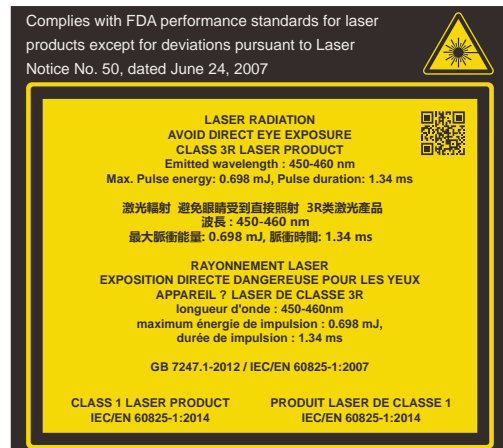 Complies with FDA performance standards for laser
products except for deviations pursuant to Laser
Notice No. 50, dated June 24, 2007
LASER RADIATION
AVOID DIRECT EYE EXPOSURE
CLASS 3R LASER PRODUCT
Emitted wavelength : 450-460 nm
Max. Pulse energy: 0.698 mJ, Pulse duration: 1.34 ms
激光輻射 避免眼睛受到直接照射 3R类激光產品
波長 : 450-460 nm
最大脈衝能量: 0.698 mJ, 脈衝時間: 1.34 ms
RAYONNEMENT LASER
EXPOSITION DIRECTE DANGEREUSE POUR LES YEUX
APPAREIL ? LASER DE CLASSE 3R
longueur d'onde : 450-460nm
maximum énergie de impulsion : 0.698 mJ,
durée de impulsion : 1.34 ms
GB 7247.1-2012 / IEC/EN 60825-1:2007
CLASS 1 LASER PRODUCT
IEC/EN 60825-1:2014
PRODUIT LASER DE CLASSE 1
IEC/EN 60825-1:2014